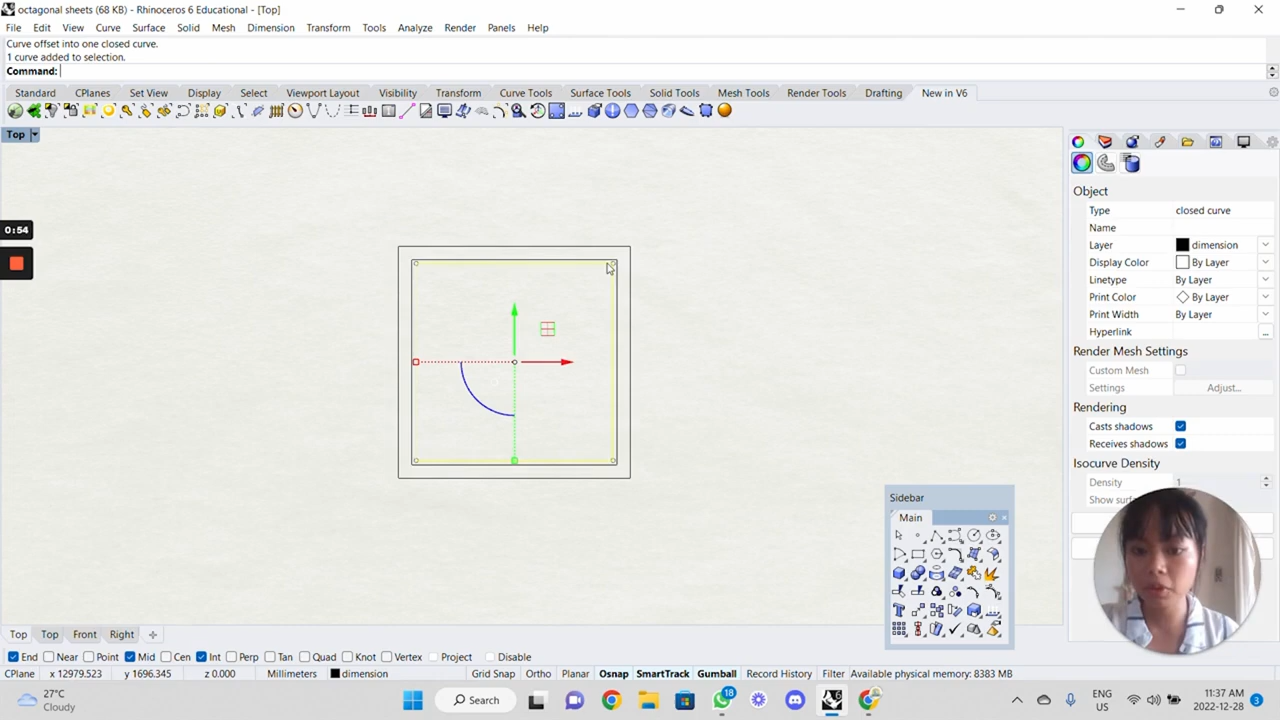 octagonal sheets (68 KB) - Rhinoceros 6 Educational - [Top]
File Edit View Curve Surface Solid Mesh Dimension Transform Tools Analyze Render Panels Help
Curve offset into one closed curve.
1 curve added to selection.
Command:
Standard CPlanes Set View Display Select Viewport Layout Visibility Transform Curve Tools Surface Tools Solid Tools Mesh Tools Render Tools Drafting New in V6
Top
Object
Type closed curve
Name
0:54
Layer dimension
Display Color By Layer
Linetype By Layer
Print Color By Layer
Print Width By Layer
Hyperlink ...
Render Mesh Settings
Custom Mesh
Settings Adjust...
Rendering
Casts shadows
Receives shadows
Isocurve Density
Density 1
Sidebar
Main
Top Top Front Right
End Near Point Mid Cen Int Perp Tan Quad Knot Vertex Project Disable
CPlane x 12979.523 y 1696.345 z 0.000 Millimeters dimension Grid Snap Ortho Planar Osnap SmartTrack Gumball Record History Filter Available physical memory: 8383 MB
27°C
Cloudy
Search
18
ENG
US
11:37 AM
2022-12-28
3